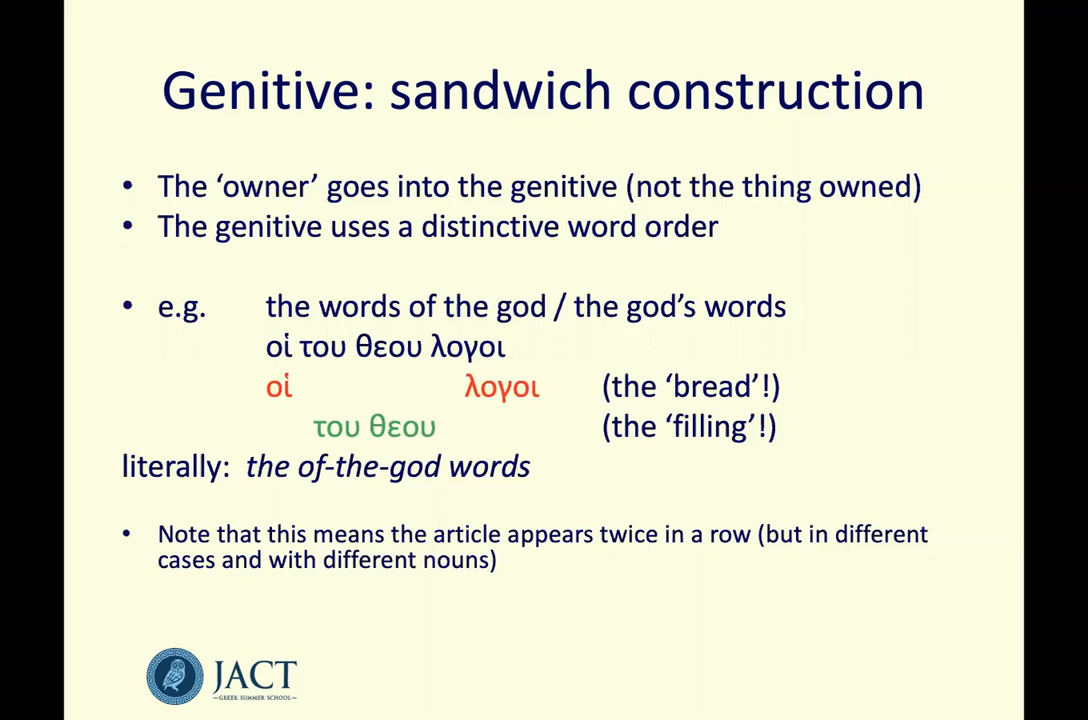 Genitive: sandwich construction
• The ‘owner’ goes into the genitive (not the thing owned)
• The genitive uses a distinctive word order
• e.g. the words of the god / the god’s words
οἱ του θεου λογοι
οἱ λογοι (the ‘bread’!)
του θεου (the ‘filling’!)
literally: the of-the-god words
• Note that this means the article appears twice in a row (but in different
cases and with different nouns)
JACT
GREEK SUMMER SCHOOL